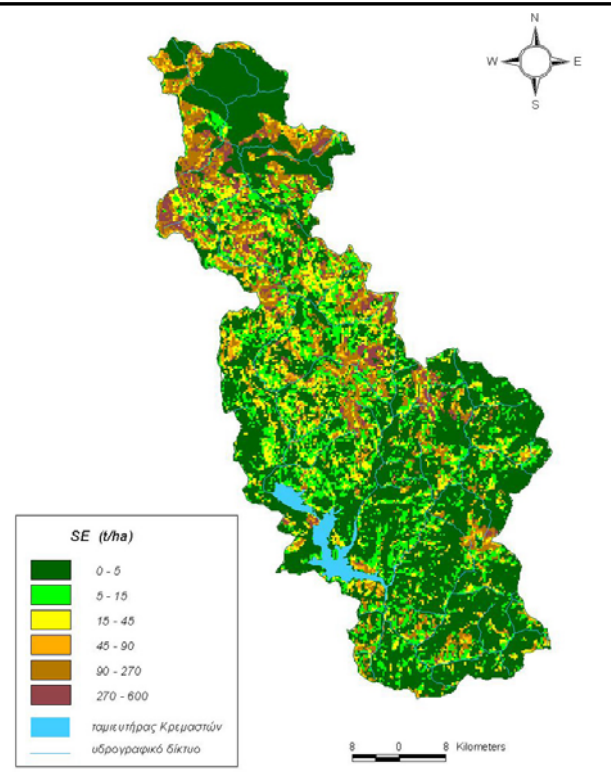 N
W E
S
SE (t/ha)
0 - 5
5 - 15
15 - 45
45 - 90
90 - 270
270 - 600
ταμιευτήρας Κρεμαστών
υδρογραφικό δίκτυο
8 0 8 Kilometers